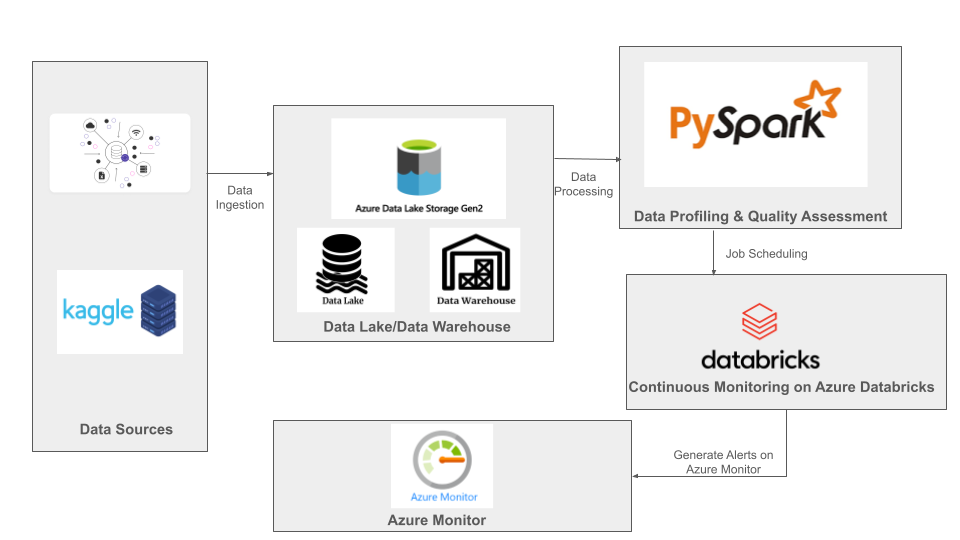 kaggle
Data Sources
Data
Ingestion
Azure Data Lake Storage Gen2
Data Lake
Data Warehouse
Data Lake/Data Warehouse
Data
Processing
PySpark
Data Profiling & Quality Assessment
Job Scheduling
databricks
Continuous Monitoring on Azure Databricks
Generate Alerts on
Azure Monitor
Azure Monitor
Azure Monitor